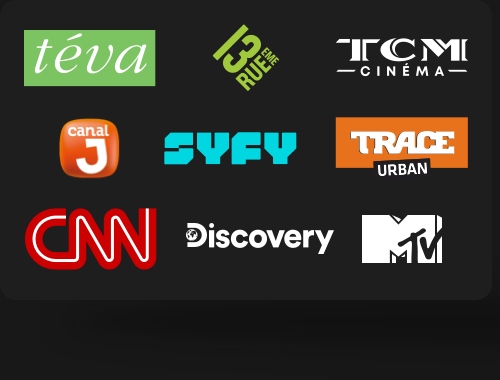 téva
13
EME
RUE
TCM
CINÉMA
canal
J
SYFY
TRACE
URBAN
CNN
Discovery
MTV